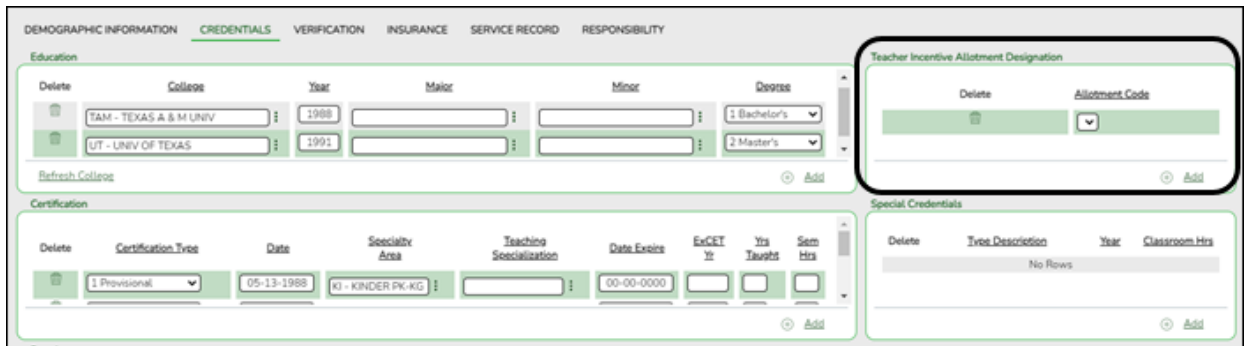 DEMOGRAPHIC INFORMATION CREDENTIALS VERIFICATION INSURANCE SERVICE RECORD RESPONSIBILITY
Education
Delete College Year Major Minor Degree
TAM - TEXAS A & M UNIV 1988 1 Bachelor's
UT - UNIV OF TEXAS 1991 2 Master's
Refresh College Add
Teacher Incentive Allotment Designation
Delete Allotment Code
Add
Certification
Delete Certification Type Date Specialty Area Teaching Specialization Date Expire ExCET Yr Yrs Taught Sem Hrs
1 Provisional 05-13-1988 KI - KINDER PK-KG 00-00-0000
Add
Special Credentials
Delete Type Description Year Classroom Hrs
No Rows
Add